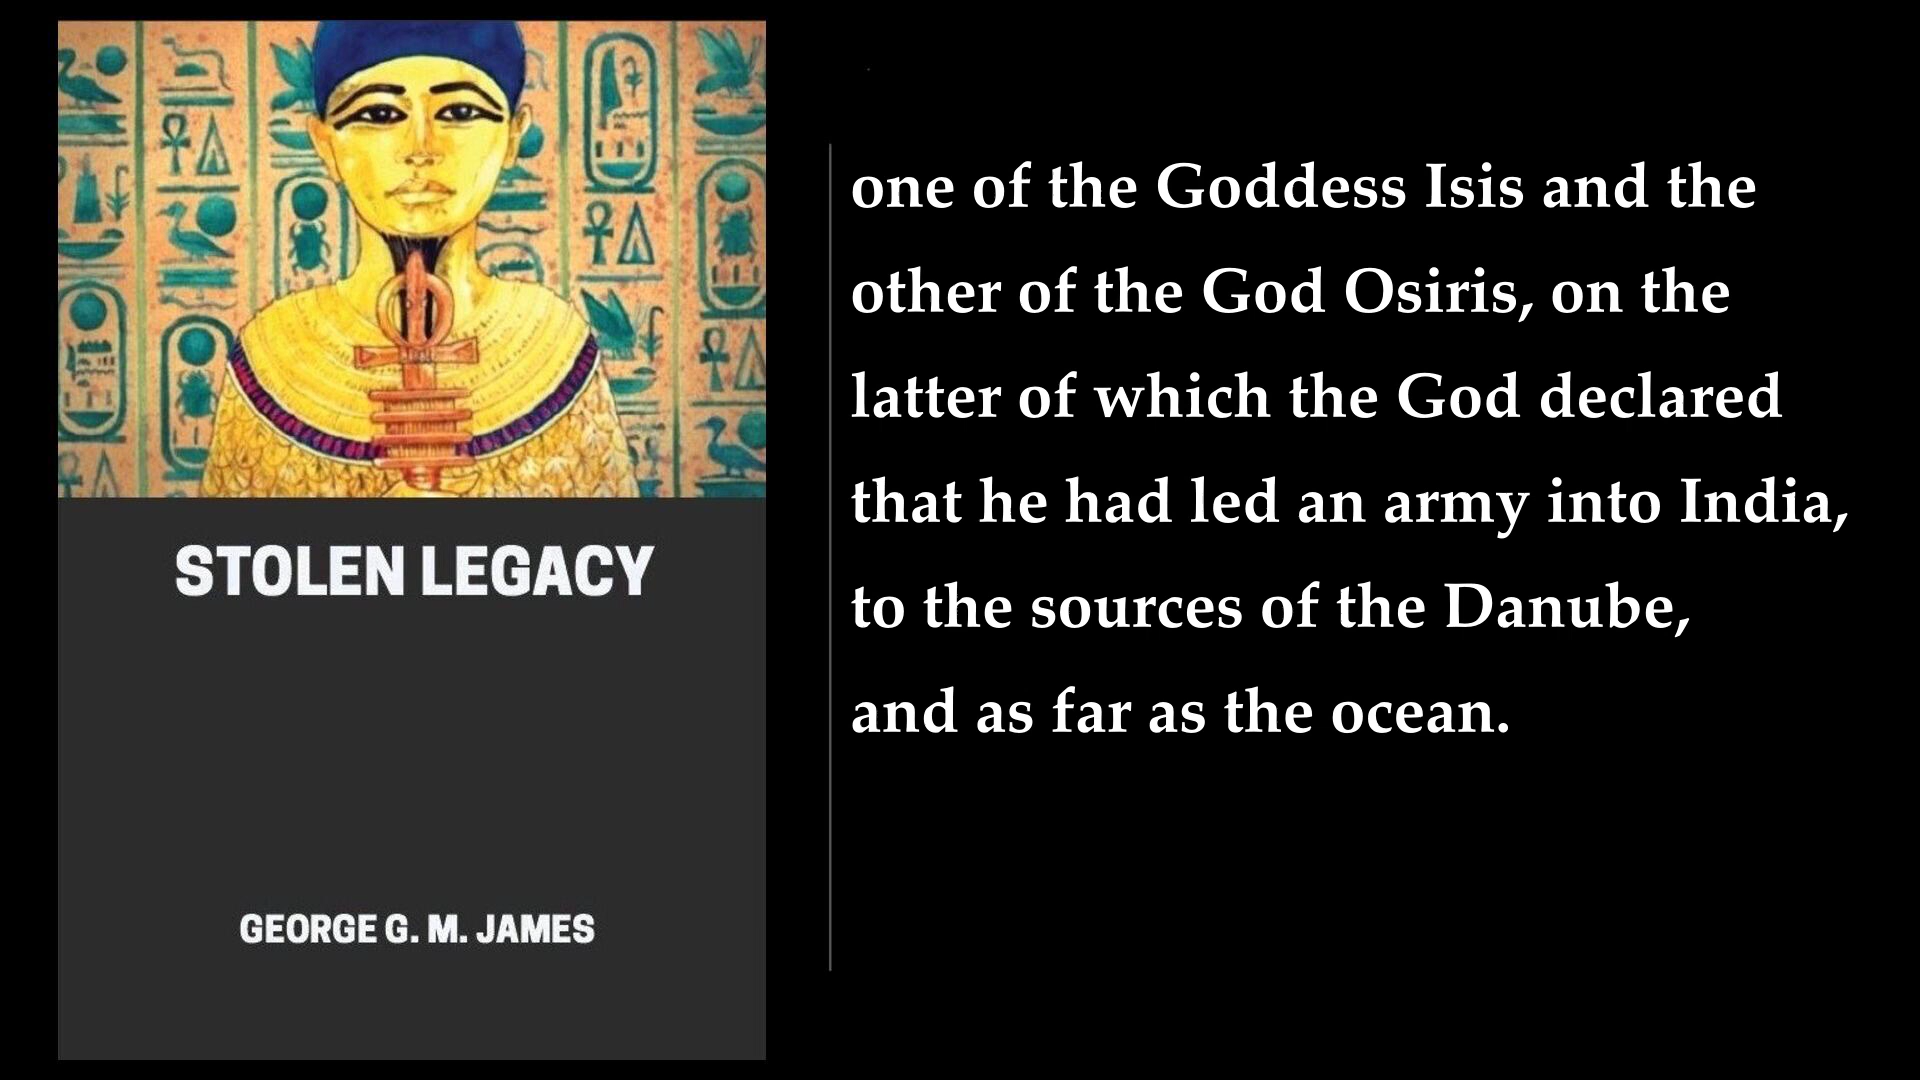 STOLEN LEGACY
GEORGE G. M. JAMES
one of the Goddess Isis and the
other of the God Osiris, on the
latter of which the God declared
that he had led an army into India,
to the sources of the Danube,
and as far as the ocean.